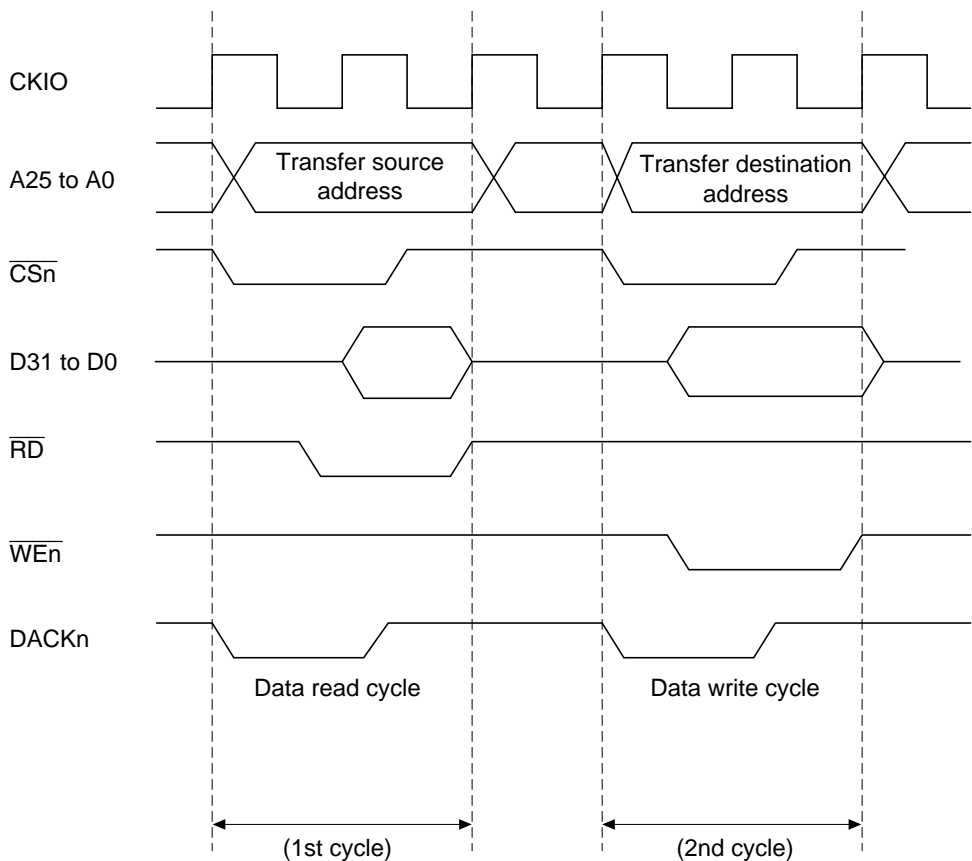 CKIO
A25 to A0
Transfer source
address
Transfer destination
address
CSn
D31 to D0
RD
WEn
DACKn
Data read cycle
Data write cycle
(1st cycle)
(2nd cycle)